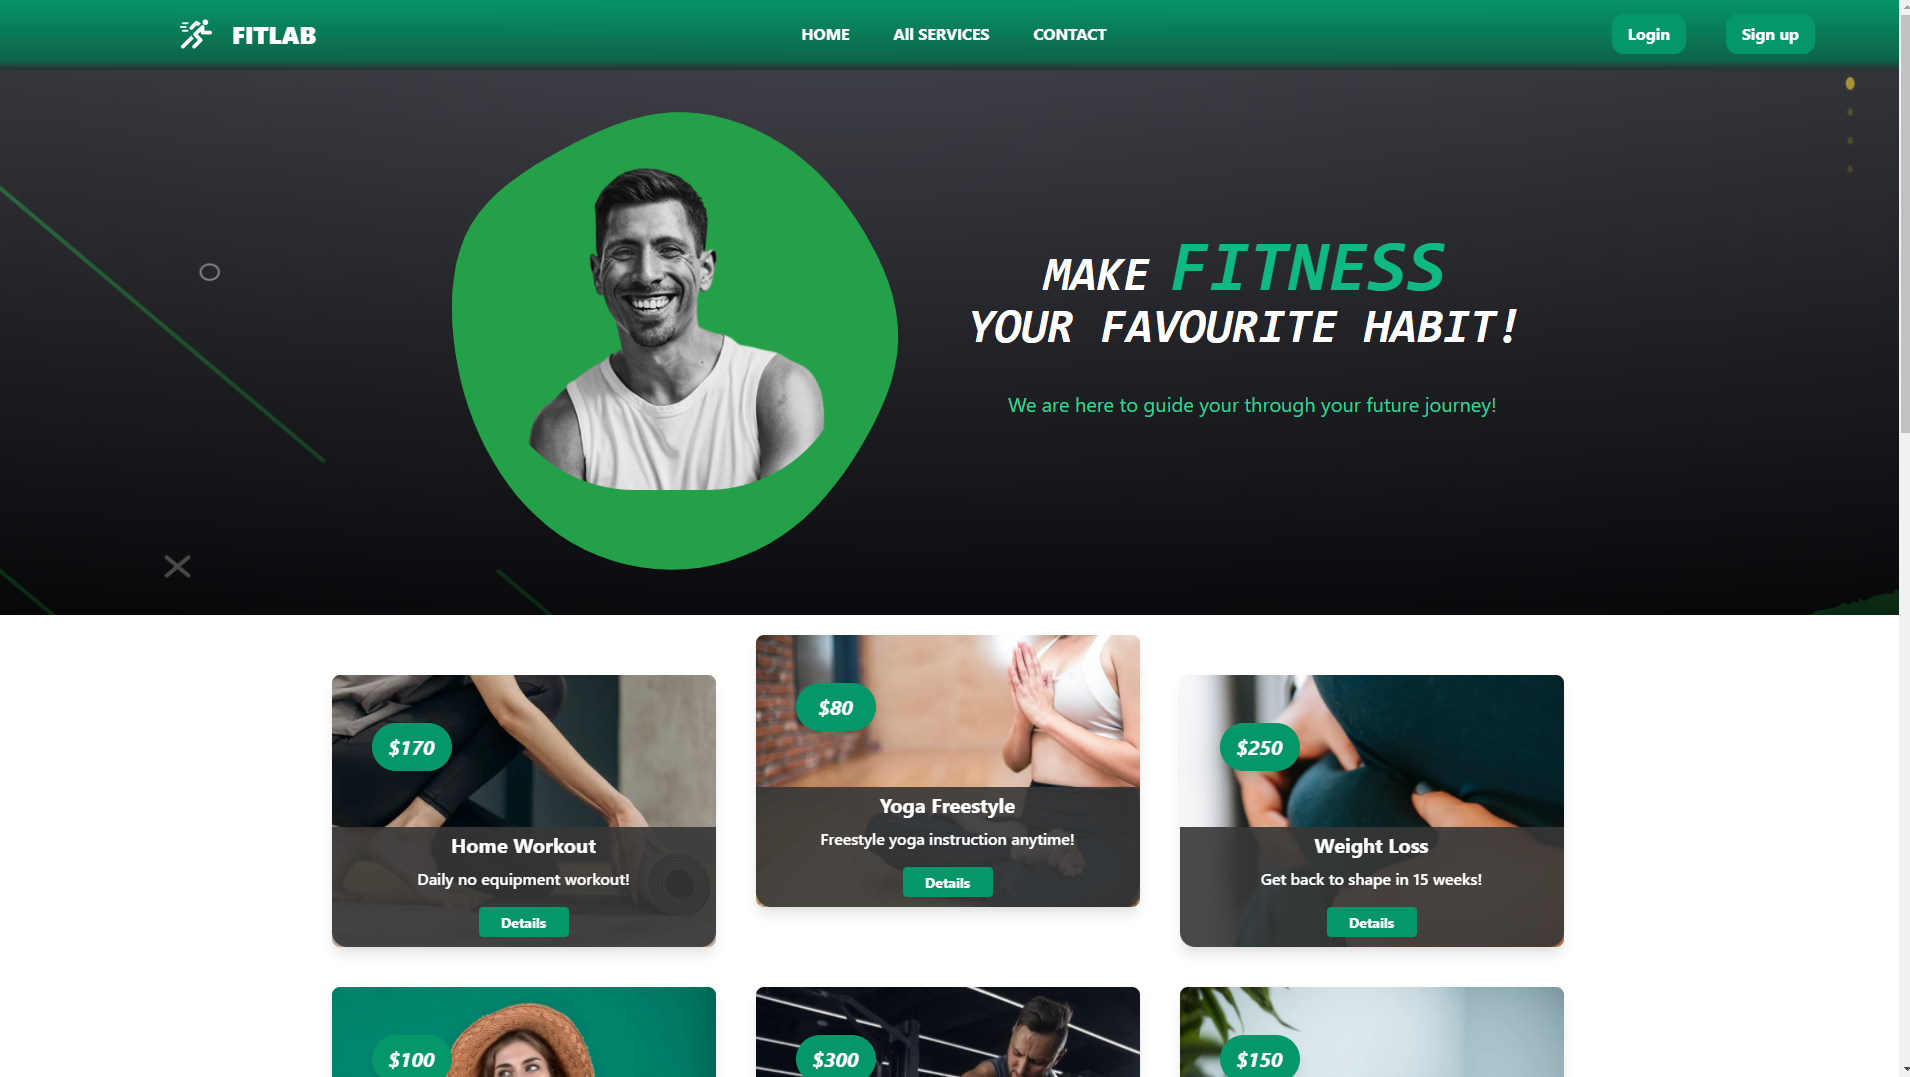 FITLAB
HOME
All SERVICES
CONTACT
Login
Sign up
MAKE FITNESS
YOUR FAVOURITE HABIT!
We are here to guide your through your future journey!
$170
Home Workout
Daily no equipment workout!
Details
$80
Yoga Freestyle
Freestyle yoga instruction anytime!
Details
$250
Weight Loss
Get back to shape in 15 weeks!
Details
$100
$300
$150